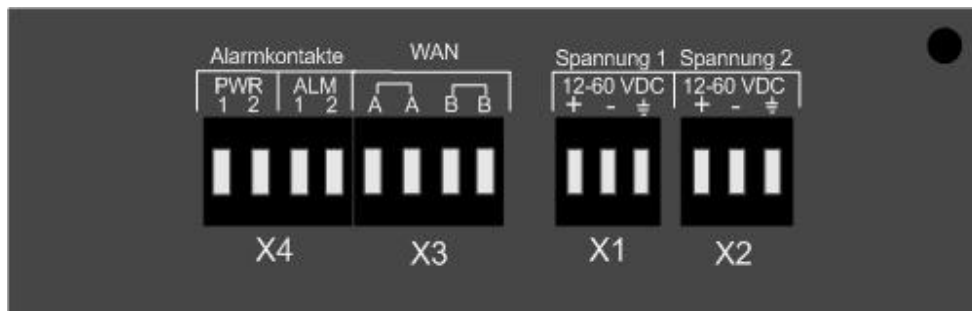 Alarmkontakte WAN Spannung 1 Spannung 2
PWR ALM 12-60 VDC 12-60 VDC
1 2 1 2 A A B B + - ⏚ + - ⏚
X4 X3 X1 X2